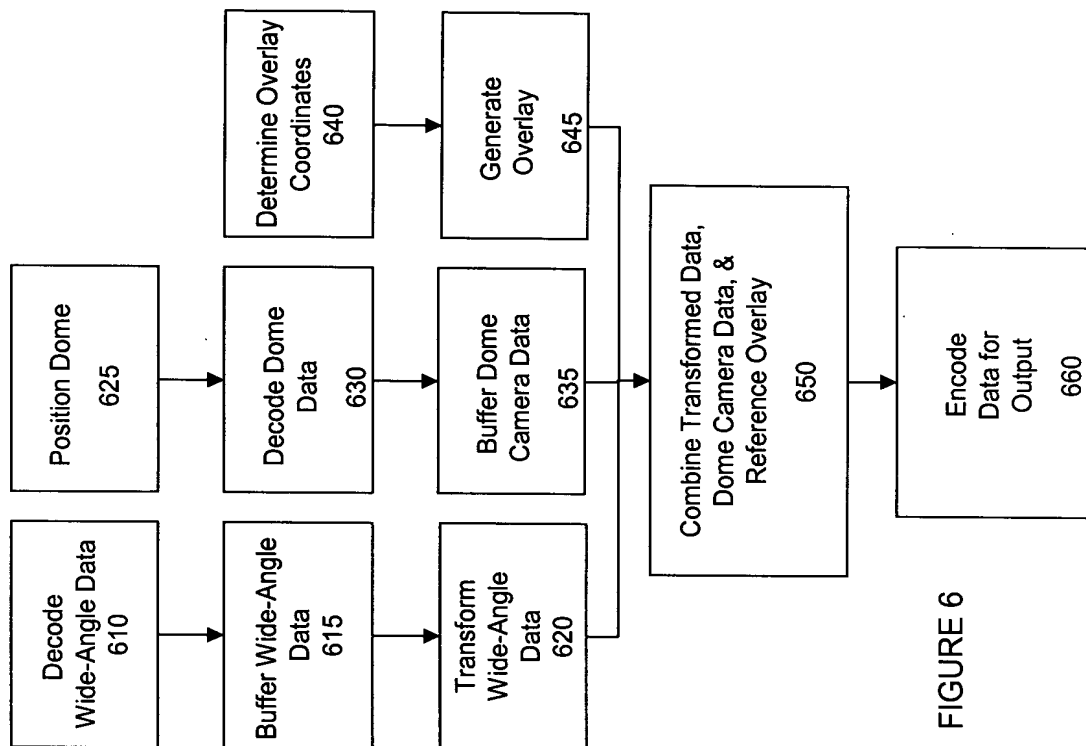 Decode
Wide-Angle Data
610
Buffer Wide-Angle
Data
615
Transform
Wide-Angle
Data
620
Position Dome
625
Decode Dome
Data
630
Buffer Dome
Camera Data
635
Determine Overlay
Coordinates
640
Generate
Overlay
645
Combine Transformed Data,
Dome Camera Data, &
Reference Overlay
650
Encode
Data for
Output
660
FIGURE 6